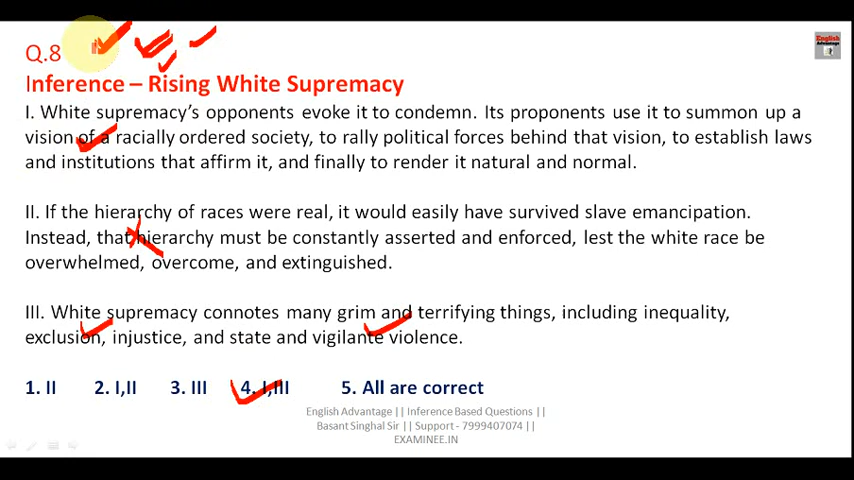 Q.8
English
Advantage
Inference – Rising White Supremacy
I. White supremacy's opponents evoke it to condemn. Its proponents use it to summon up a
vision of a racially ordered society, to rally political forces behind that vision, to establish laws
and institutions that affirm it, and finally to render it natural and normal.
II. If the hierarchy of races were real, it would easily have survived slave emancipation.
Instead, that hierarchy must be constantly asserted and enforced, lest the white race be
overwhelmed, overcome, and extinguished.
III. White supremacy connotes many grim and terrifying things, including inequality,
exclusion, injustice, and state and vigilante violence.
1. II 2. I,II 3. III 4. I,III 5. All are correct
English Advantage || Inference Based Questions ||
Basant Singhal Sir || Support - 7999407074 ||
EXAMINEE.IN